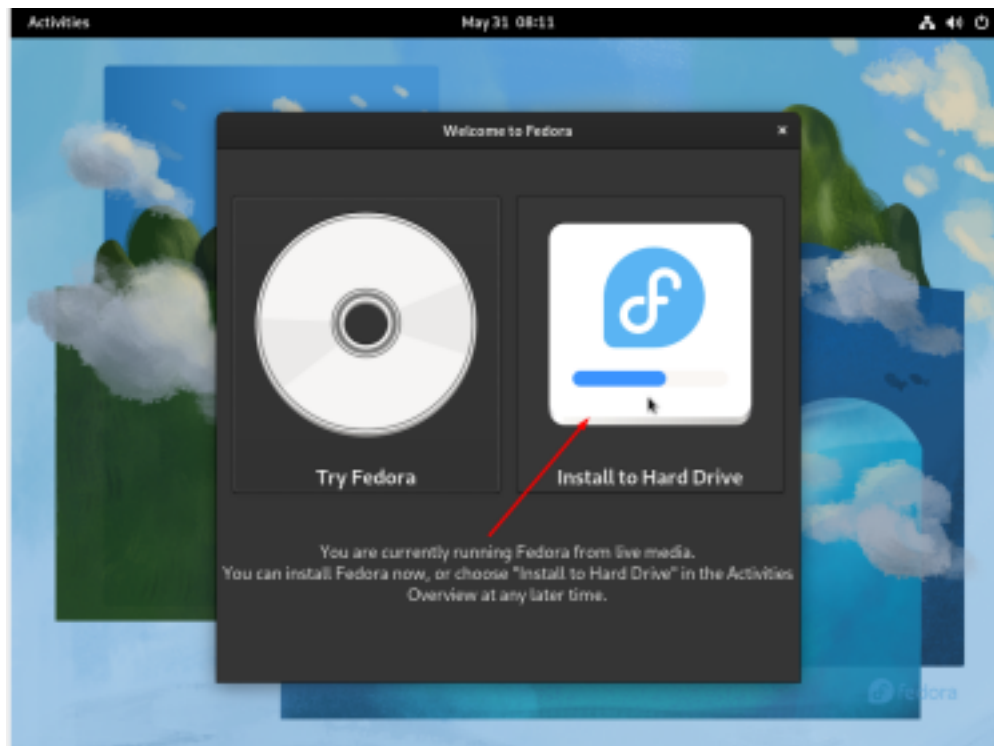 Activities
May 31 08:11
Welcome to Fedora
Try Fedora
Install to Hard Drive
You are currently running Fedora from live media.
You can install Fedora now, or choose "Install to Hard Drive" in the Activities
Overview at any later time.
fedora